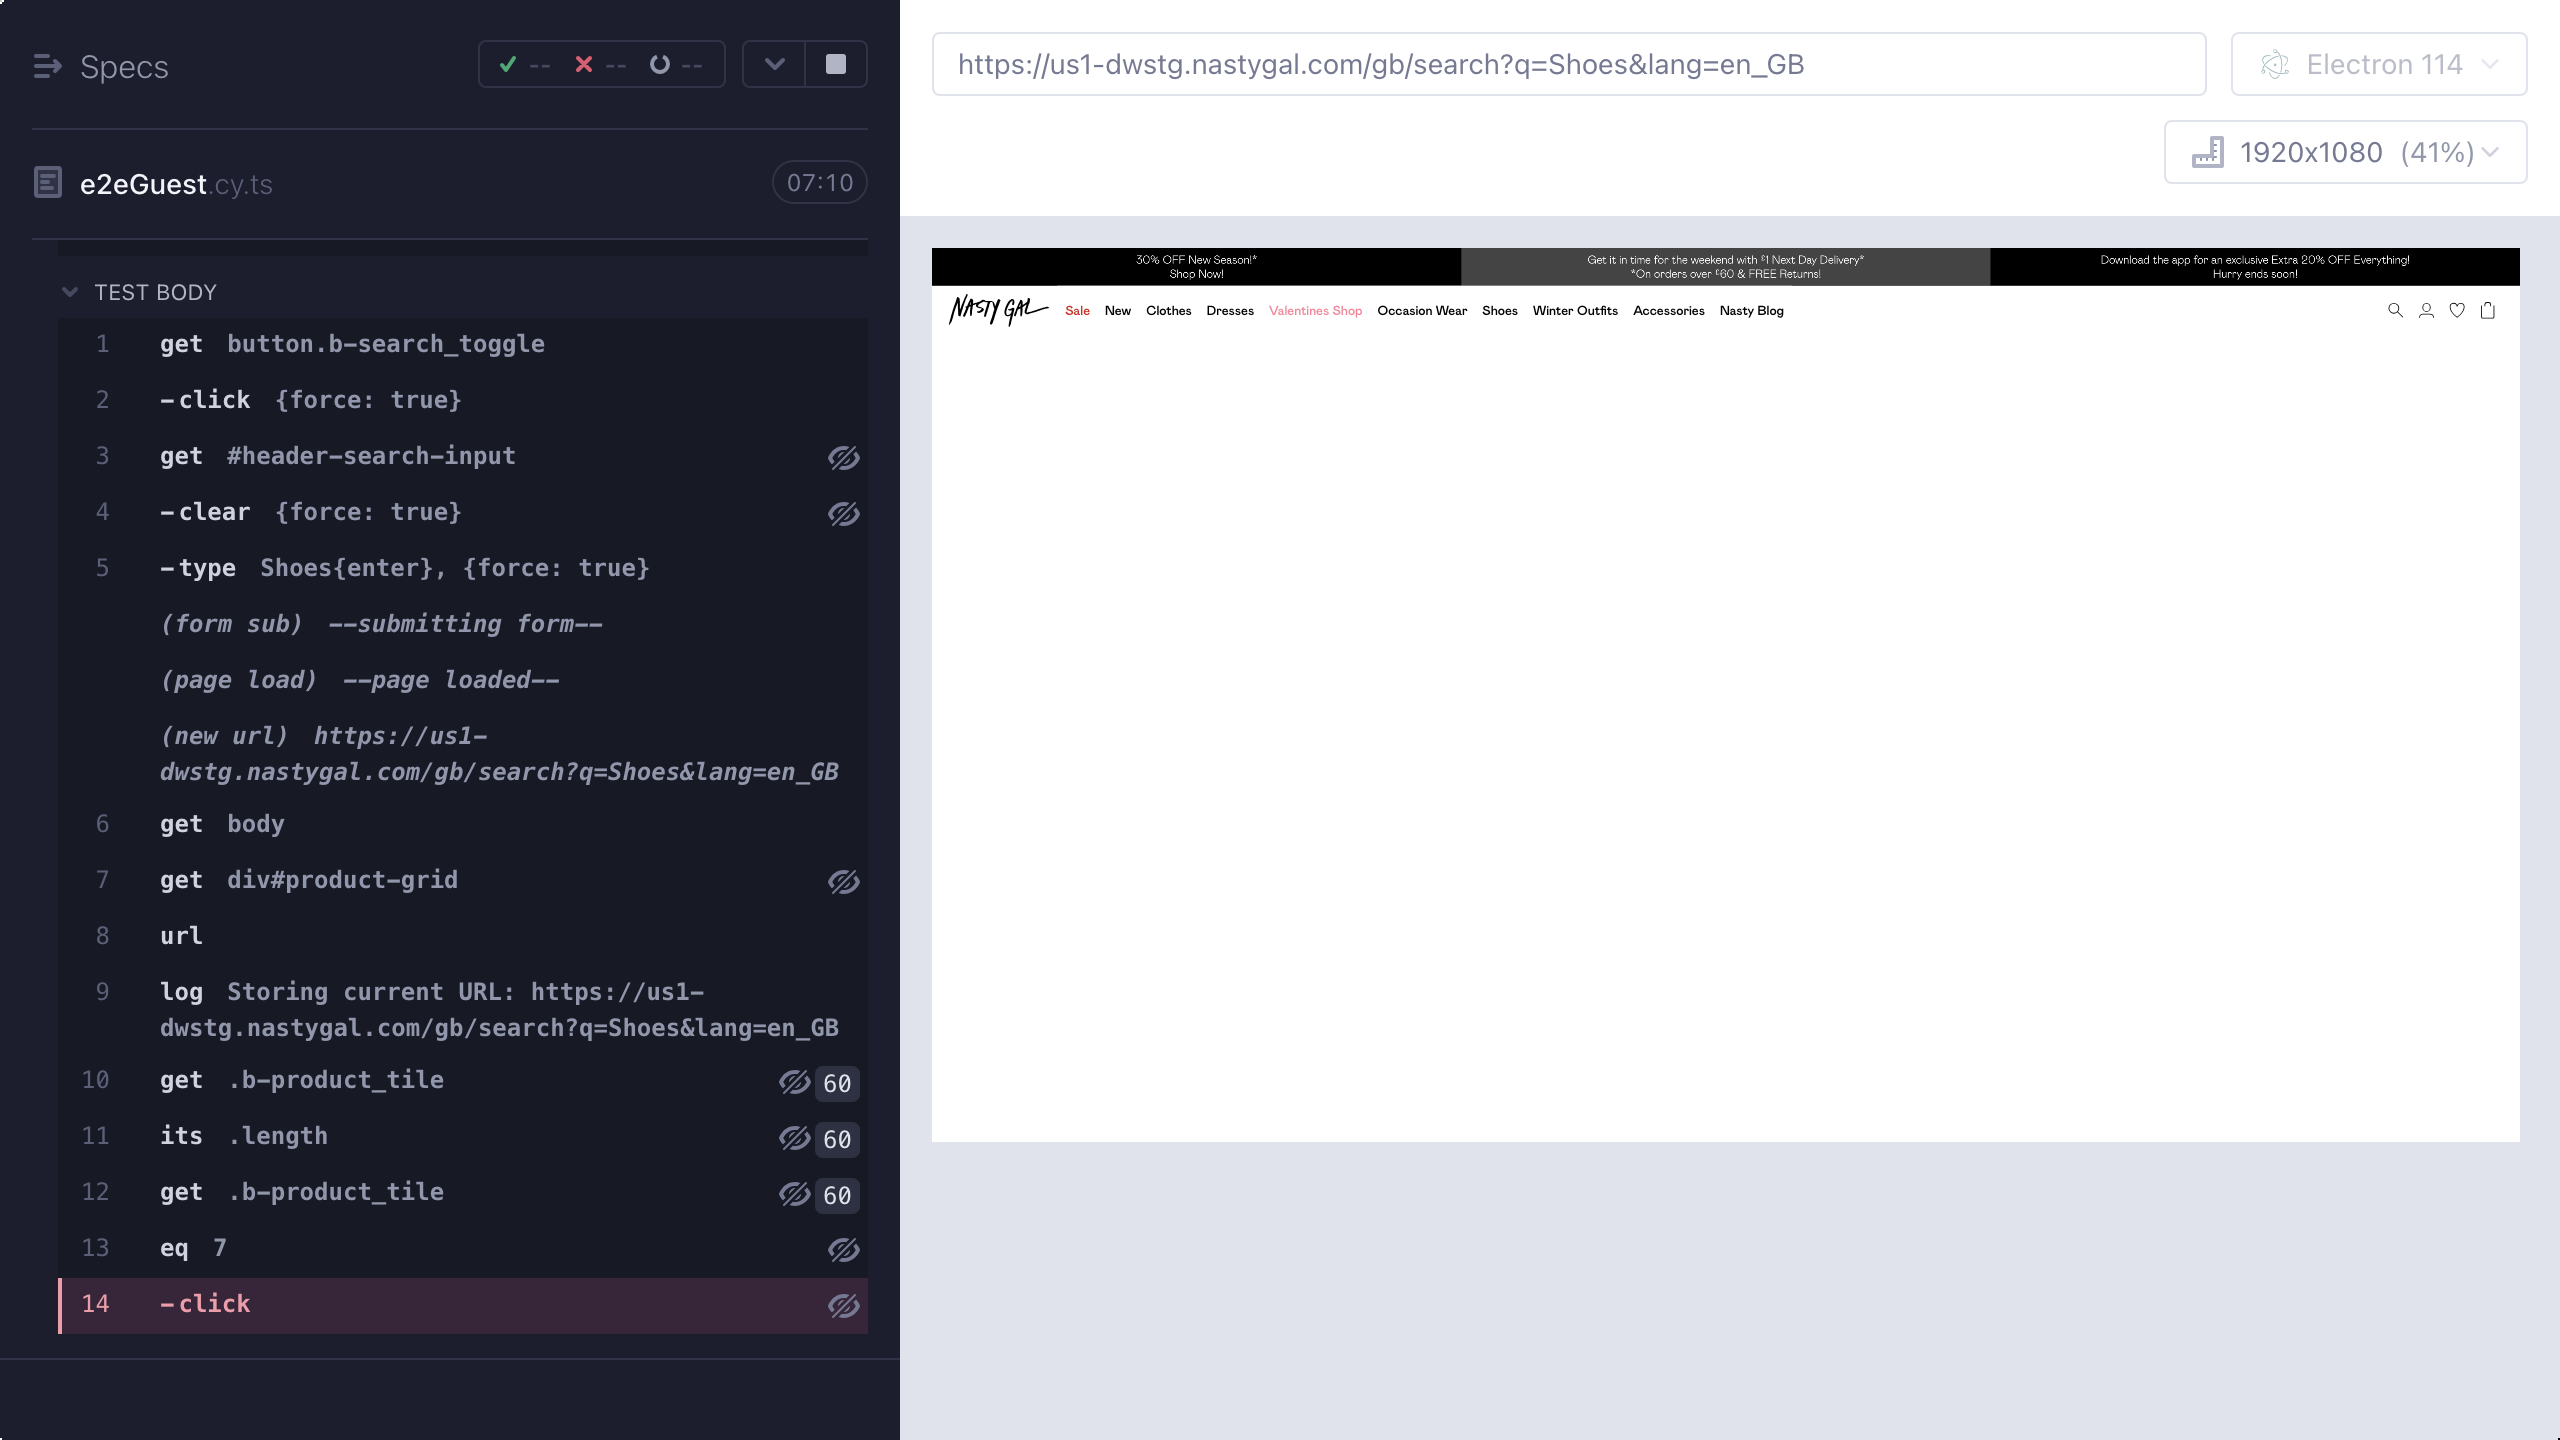 Specs
--
--
--
e2eGuest.cy.ts
07:10
TEST BODY
1 get button.b-search_toggle
2 -click {force: true}
3 get #header-search-input
4 -clear {force: true}
5 -type Shoes{enter}, {force: true}
(form sub) --submitting form--
(page load) --page loaded--
(new url) https://us1-
dwstg.nastygal.com/gb/search?q=Shoes&lang=en_GB
6 get body
7 get div#product-grid
8 url
9 log Storing current URL: https://us1-
dwstg.nastygal.com/gb/search?q=Shoes&lang=en_GB
10 get .b-product_tile 60
11 its .length 60
12 get .b-product_tile 60
13 eq 7
14 -click
https://us1-dwstg.nastygal.com/gb/search?q=Shoes&lang=en_GB
Electron 114
1920x1080 (41%)
30% OFF New Season!*
Shop Now!
Get it in time for the weekend with £1 Next Day Delivery*
*On orders over £60 & FREE Returns!
Download the app for an exclusive Extra 20% OFF Everything!
Hurry ends soon!
NASTY GAL
Sale New Clothes Dresses Valentines Shop Occasion Wear Shoes Winter Outfits Accessories Nasty Blog